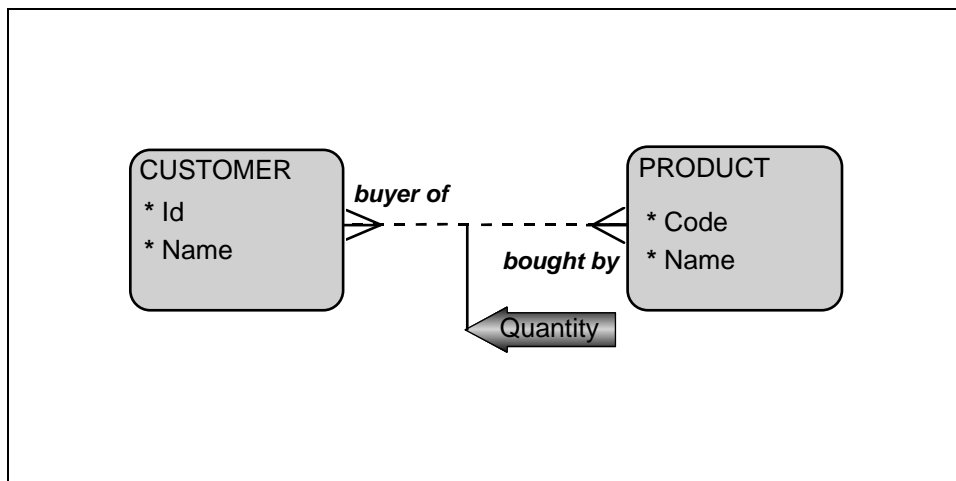 CUSTOMER
* Id
* Name
buyer of
bought by
PRODUCT
* Code
* Name
Quantity